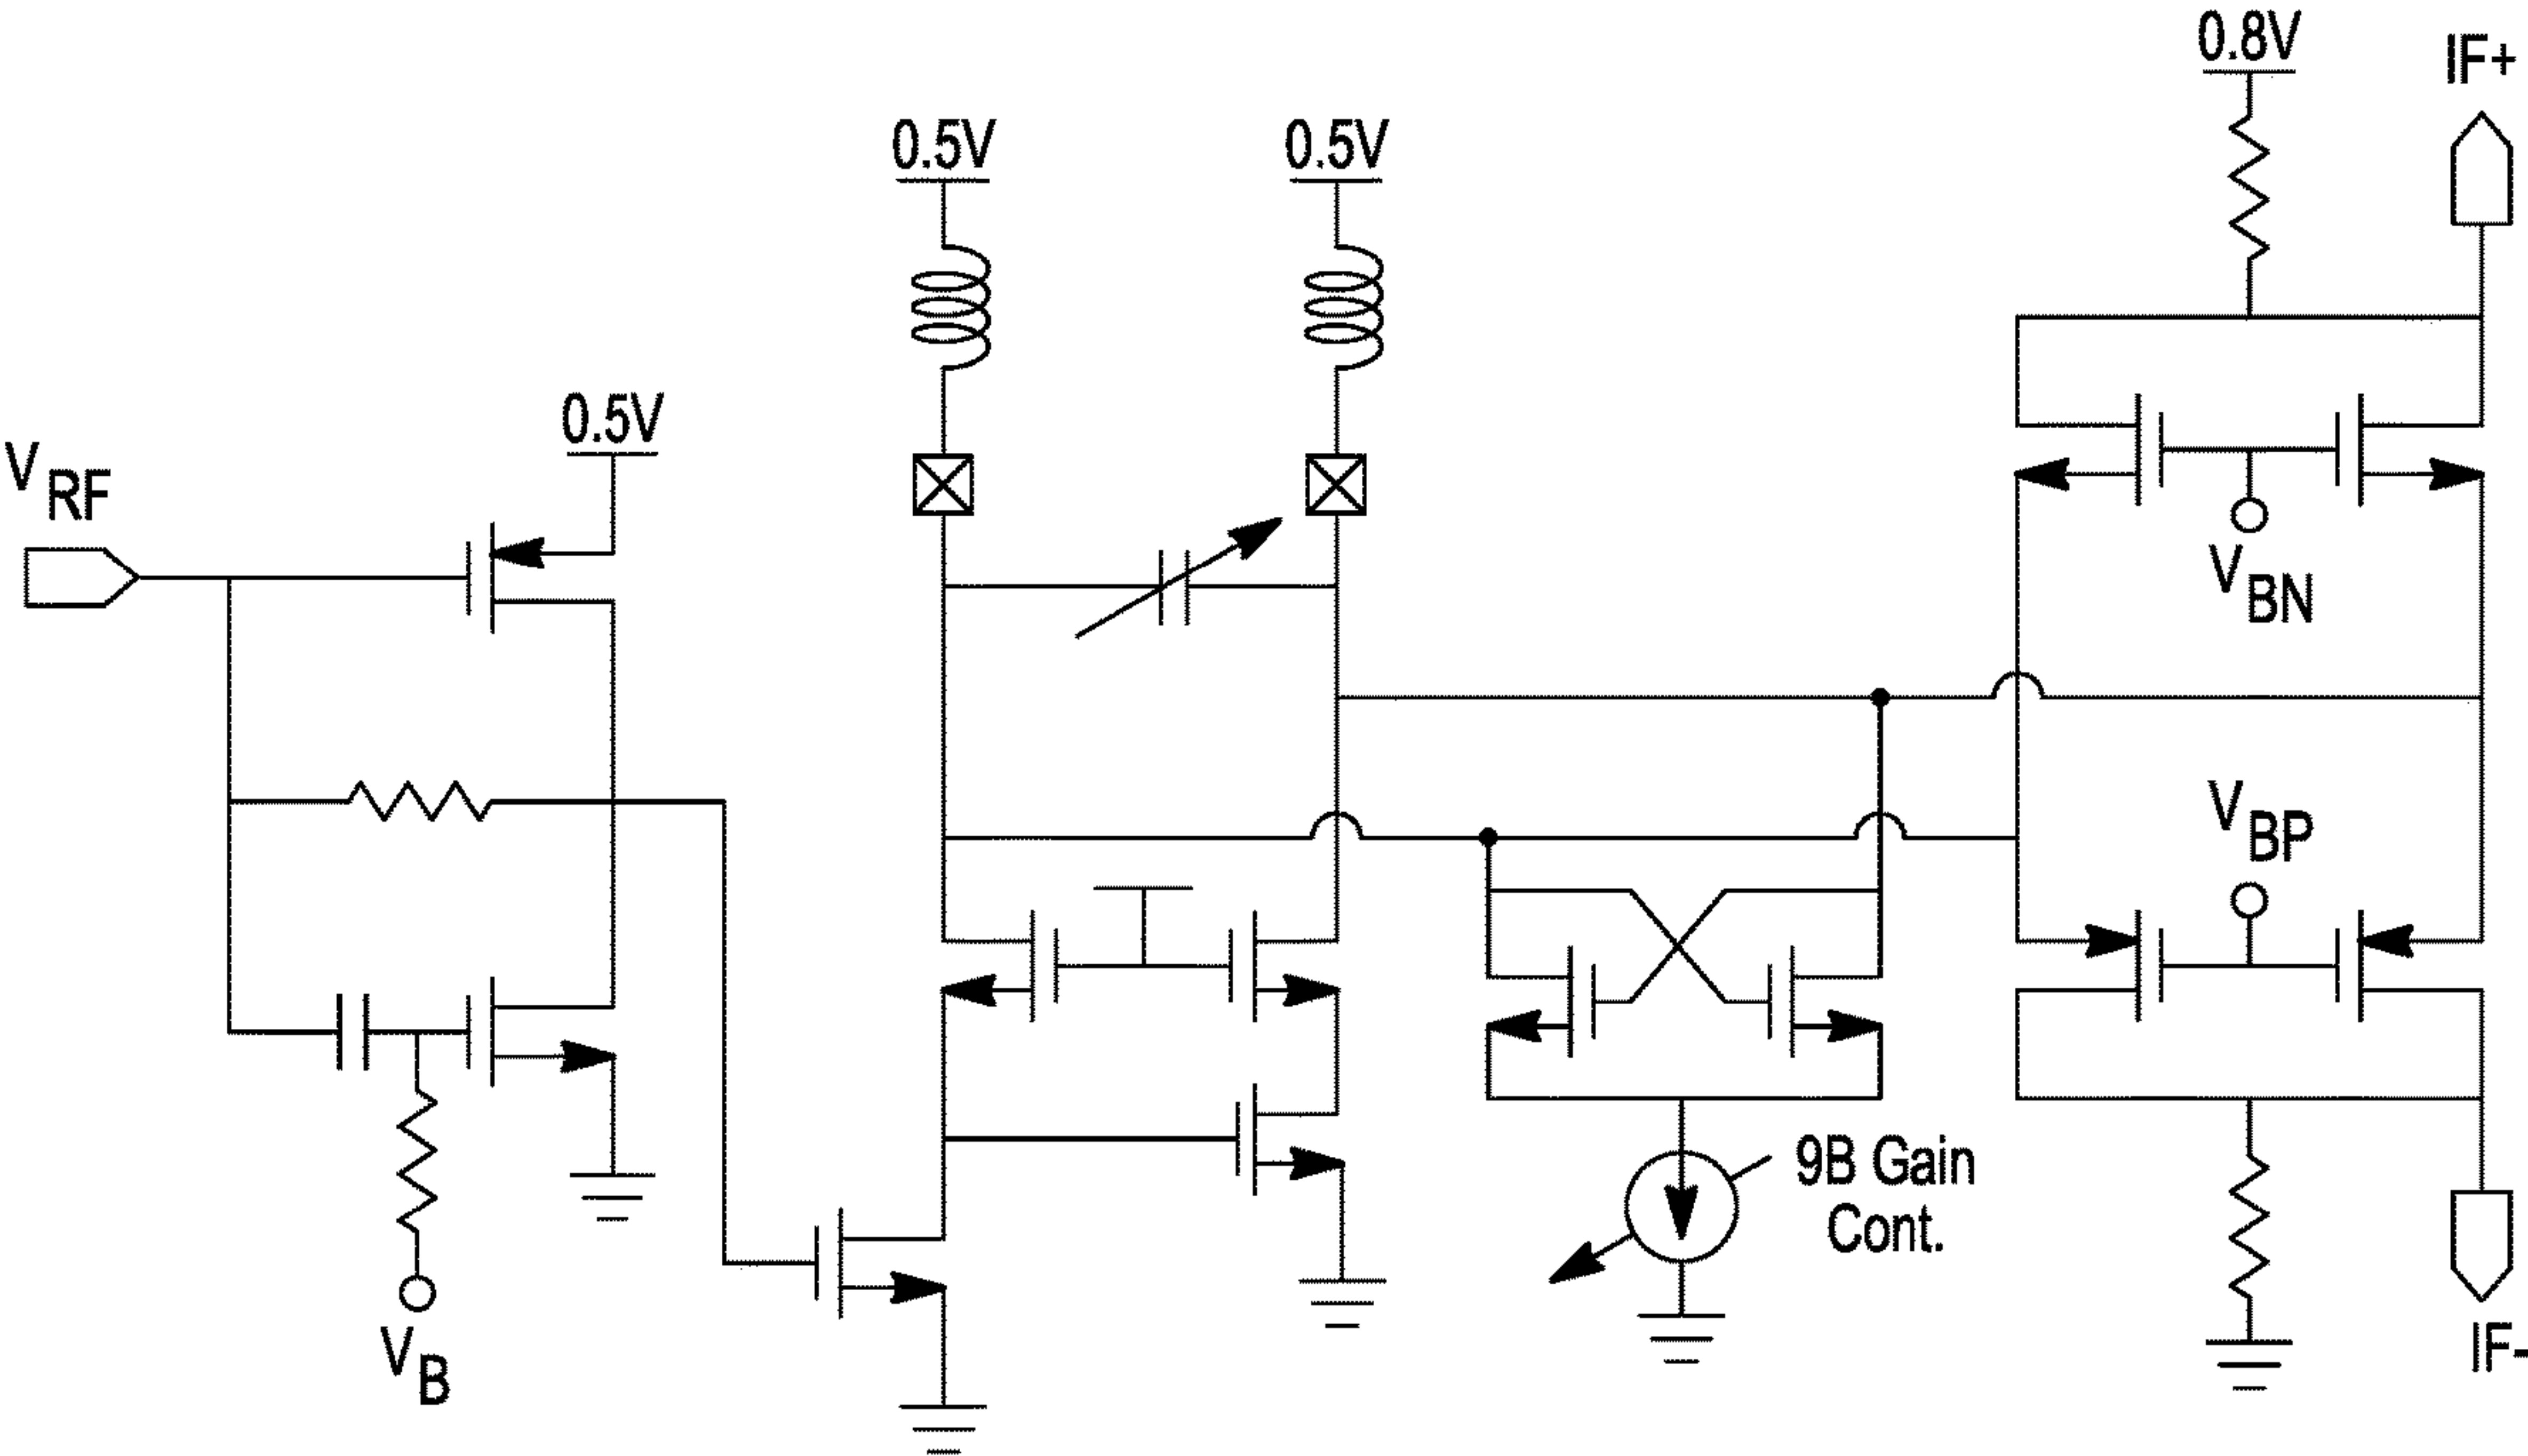 0.8V
IF+
0.5V
0.5V
0.5V
VRF
VBN
VBP
9B Gain
Cont.
VB
IF-